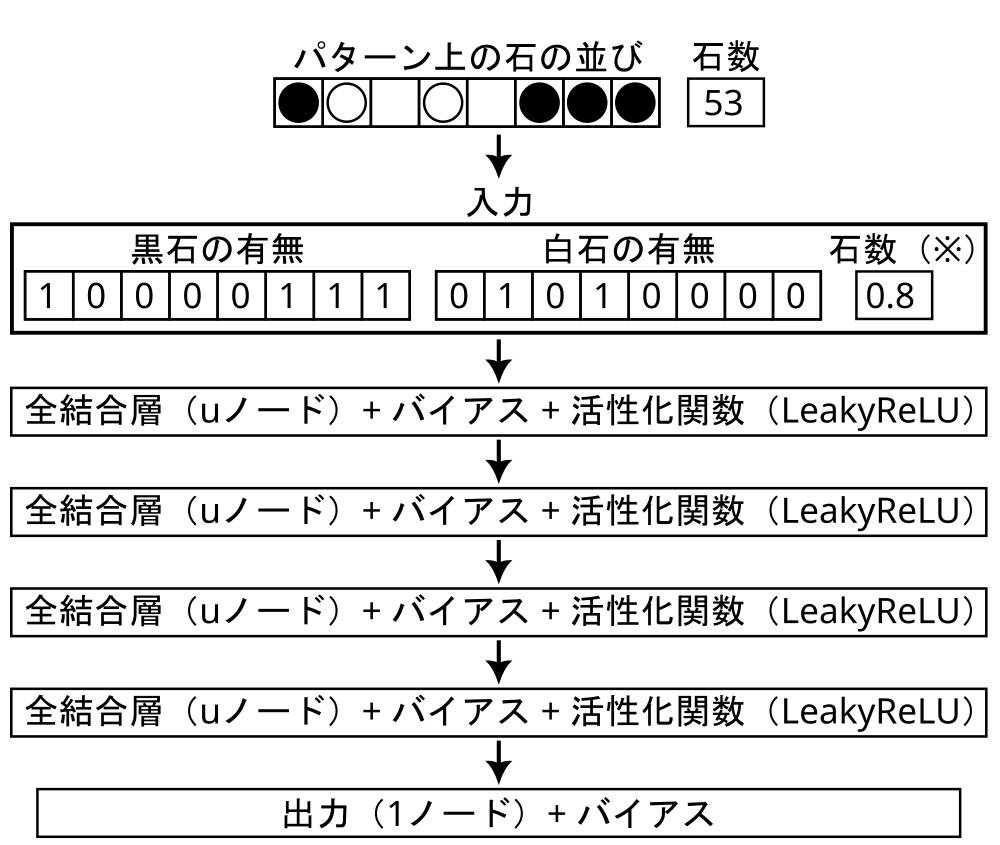 パターン上の石の並び 石数
53
入力
黒石の有無 白石の有無 石数（※）
1 0 0 0 0 1 1 1 0 1 0 1 0 0 0 0 0.8
全結合層（uノード）+ バイアス + 活性化関数（LeakyReLU）
全結合層（uノード）+ バイアス + 活性化関数（LeakyReLU）
全結合層（uノード）+ バイアス + 活性化関数（LeakyReLU）
全結合層（uノード）+ バイアス + 活性化関数（LeakyReLU）
出力（1ノード）+ バイアス